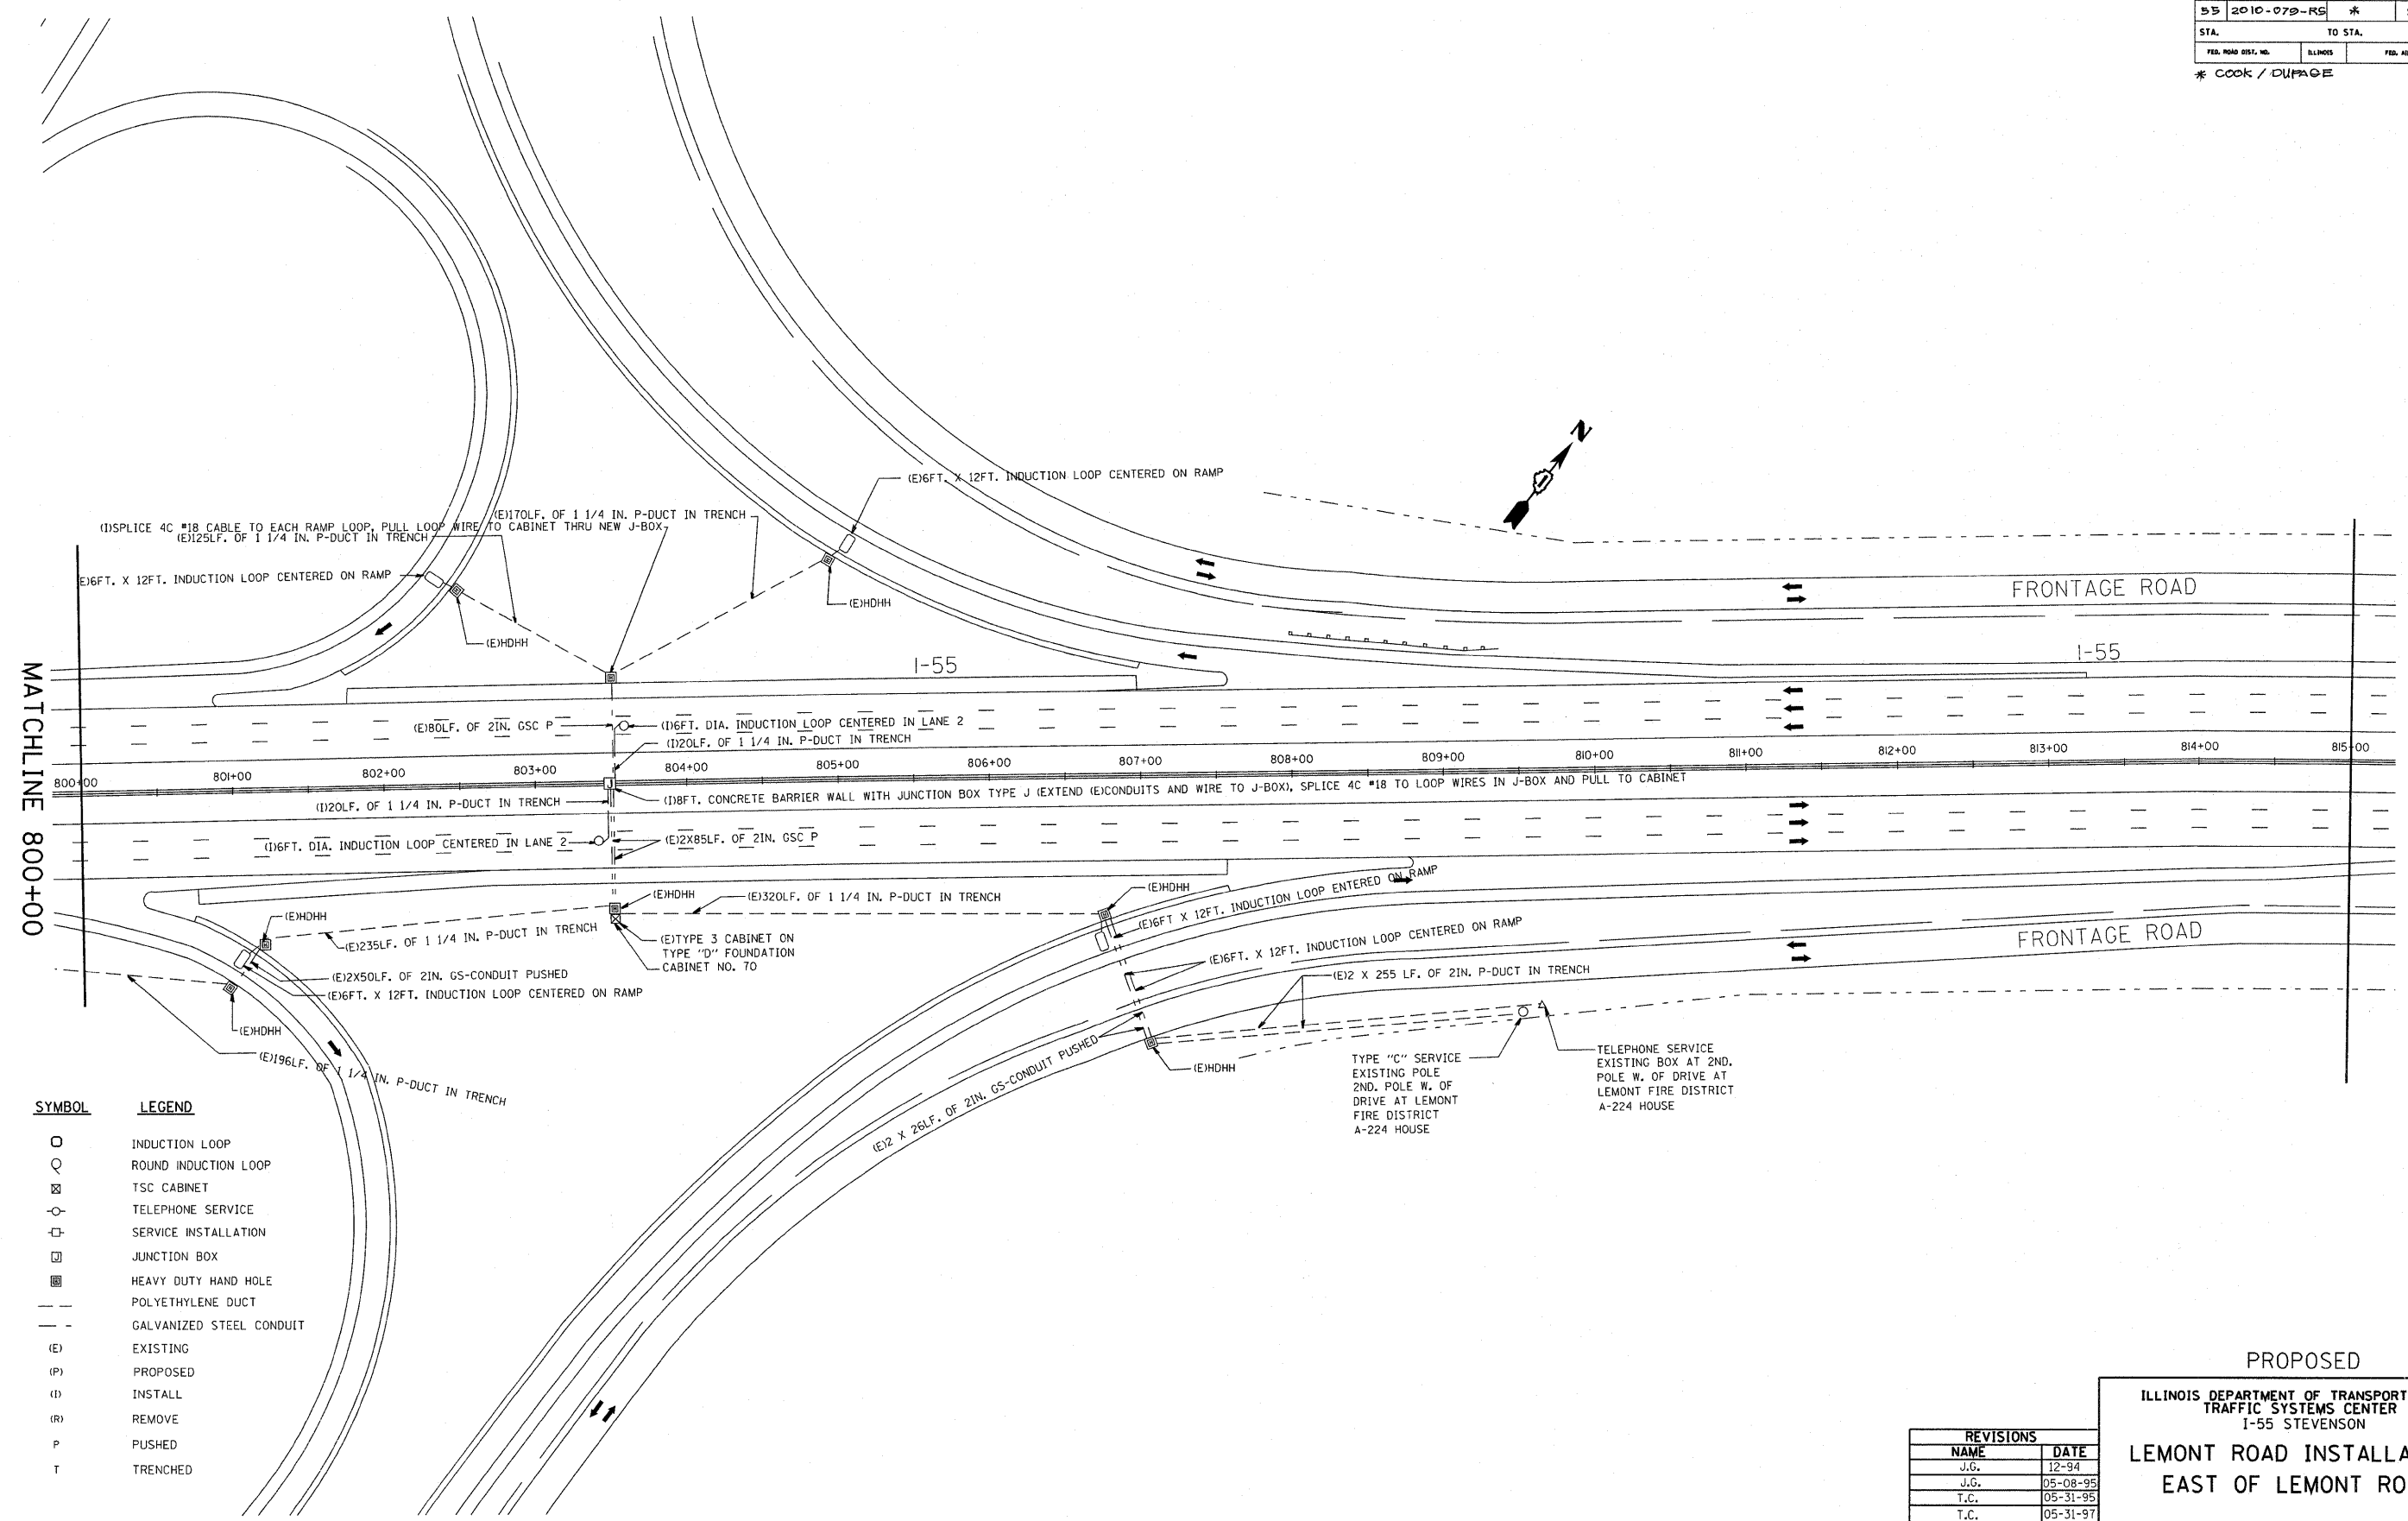 55 2010-079-RS *
STA. TO STA.
FED. ROAD DIST. NO. ILLINOIS
* COOK / DUPAGE
N
(E)6FT. X 12FT. INDUCTION LOOP CENTERED ON RAMP
(E)170LF. OF 1 1/4 IN. P-DUCT IN TRENCH
(I)SPLICE 4C #18 CABLE TO EACH RAMP LOOP, PULL LOOP WIRE TO CABINET THRU NEW J-BOX
(E)125LF. OF 1 1/4 IN. P-DUCT IN TRENCH
E)6FT. X 12FT. INDUCTION LOOP CENTERED ON RAMP
(E)HDHH
(E)HDHH
FRONTAGE ROAD
I-55
I-55
MATCHLINE 800+00
(E)80LF. OF 2IN. GSC P
(I)6FT. DIA. INDUCTION LOOP CENTERED IN LANE 2
(I)20LF. OF 1 1/4 IN. P-DUCT IN TRENCH
800+00 801+00 802+00 803+00 804+00 805+00 806+00 807+00 808+00 809+00 810+00 811+00 812+00 813+00 814+00 815+00
(I)20LF. OF 1 1/4 IN. P-DUCT IN TRENCH
(I)8FT. CONCRETE BARRIER WALL WITH JUNCTION BOX TYPE J (EXTEND (E)CONDUITS AND WIRE TO J-BOX), SPLICE 4C #18 TO LOOP WIRES IN J-BOX AND PULL TO CABINET
J
(I)6FT. DIA. INDUCTION LOOP CENTERED IN LANE 2
(E)2X85LF. OF 2IN. GSC P
(E)HDHH
(E)320LF. OF 1 1/4 IN. P-DUCT IN TRENCH
(E)HDHH
(E)6FT X 12FT. INDUCTION LOOP ENTERED ON RAMP
(E)HDHH
(E)235LF. OF 1 1/4 IN. P-DUCT IN TRENCH
(E)TYPE 3 CABINET ON
TYPE "D" FOUNDATION
CABINET NO. 70
(E)6FT. X 12FT. INDUCTION LOOP CENTERED ON RAMP
FRONTAGE ROAD
(E)2X50LF. OF 2IN. GS-CONDUIT PUSHED
(E)6FT. X 12FT. INDUCTION LOOP CENTERED ON RAMP
(E)2 X 255 LF. OF 2IN. P-DUCT IN TRENCH
(E)HDHH
(E)196LF. OF 1 1/4 IN. P-DUCT IN TRENCH
(E)2 X 26LF. OF 2IN. GS-CONDUIT PUSHED
(E)HDHH
TYPE "C" SERVICE
EXISTING POLE
2ND. POLE W. OF
DRIVE AT LEMONT
FIRE DISTRICT
A-224 HOUSE
TELEPHONE SERVICE
EXISTING BOX AT 2ND.
POLE W. OF DRIVE AT
LEMONT FIRE DISTRICT
A-224 HOUSE
SYMBOL LEGEND
INDUCTION LOOP
ROUND INDUCTION LOOP
TSC CABINET
TELEPHONE SERVICE
SERVICE INSTALLATION
J JUNCTION BOX
HEAVY DUTY HAND HOLE
POLYETHYLENE DUCT
GALVANIZED STEEL CONDUIT
(E) EXISTING
(P) PROPOSED
(I) INSTALL
(R) REMOVE
P PUSHED
T TRENCHED
PROPOSED
ILLINOIS DEPARTMENT OF TRANSPORT
TRAFFIC SYSTEMS CENTER
I-55 STEVENSON
LEMONT ROAD INSTALLA
EAST OF LEMONT RO
REVISIONS
NAME DATE
J.G. 12-94
J.G. 05-08-95
T.C. 05-31-95
T.C. 05-31-97